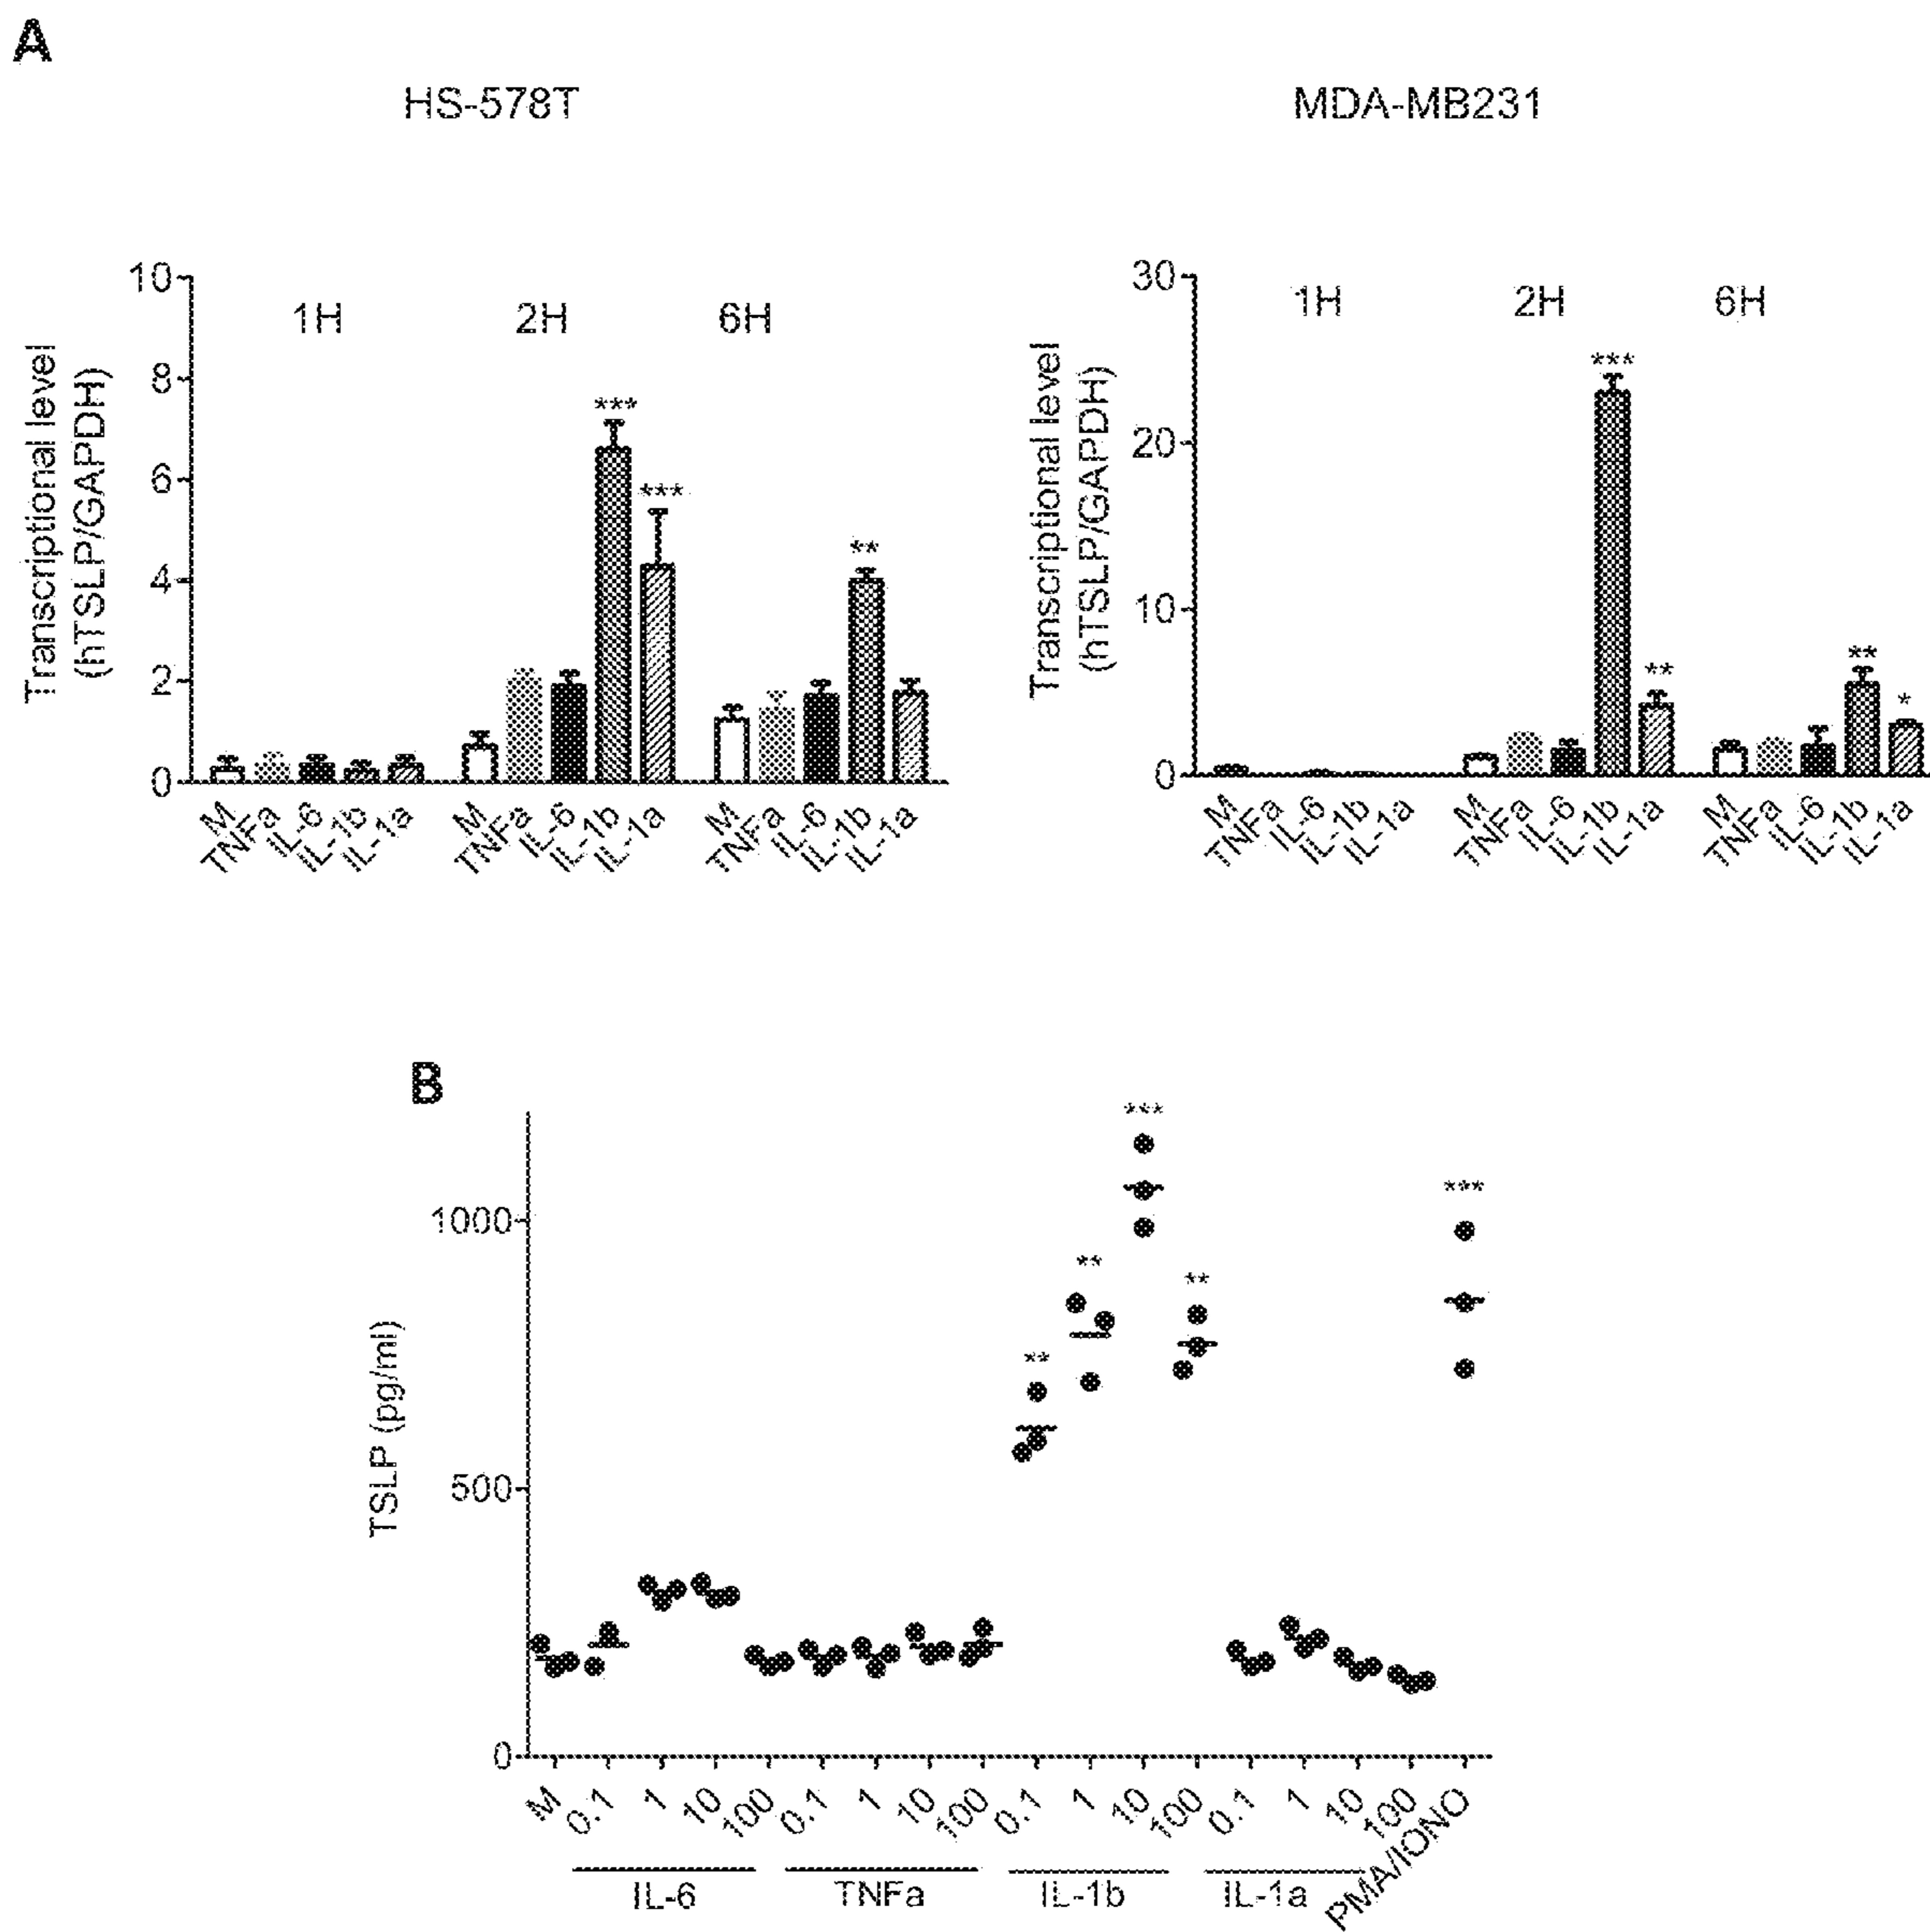 A
HS-578T
MDA-MB231
Transcriptional level
(hTSLP/GAPDH)
10
8
6
4
2
0
1H
2H
6H
***
***
**
M
TNFa
IL-6
IL-1b
IL-1a
M
TNFa
IL-6
IL-1b
IL-1a
M
TNFa
IL-6
IL-1b
IL-1a
Transcriptional level
(hTSLP/GAPDH)
30
20
10
0
1H
2H
6H
***
**
**
*
M
TNFa
IL-6
IL-1b
IL-1a
M
TNFa
IL-6
IL-1b
IL-1a
M
TNFa
IL-6
IL-1b
IL-1a
B
TSLP (pg/ml)
1000
500
0
**
**
***
**
***
M
0.1
1
10
100
0.1
1
10
100
0.1
1
10
100
0.1
1
10
100
PMA/IONO
IL-6
TNFa
IL-1b
IL-1a